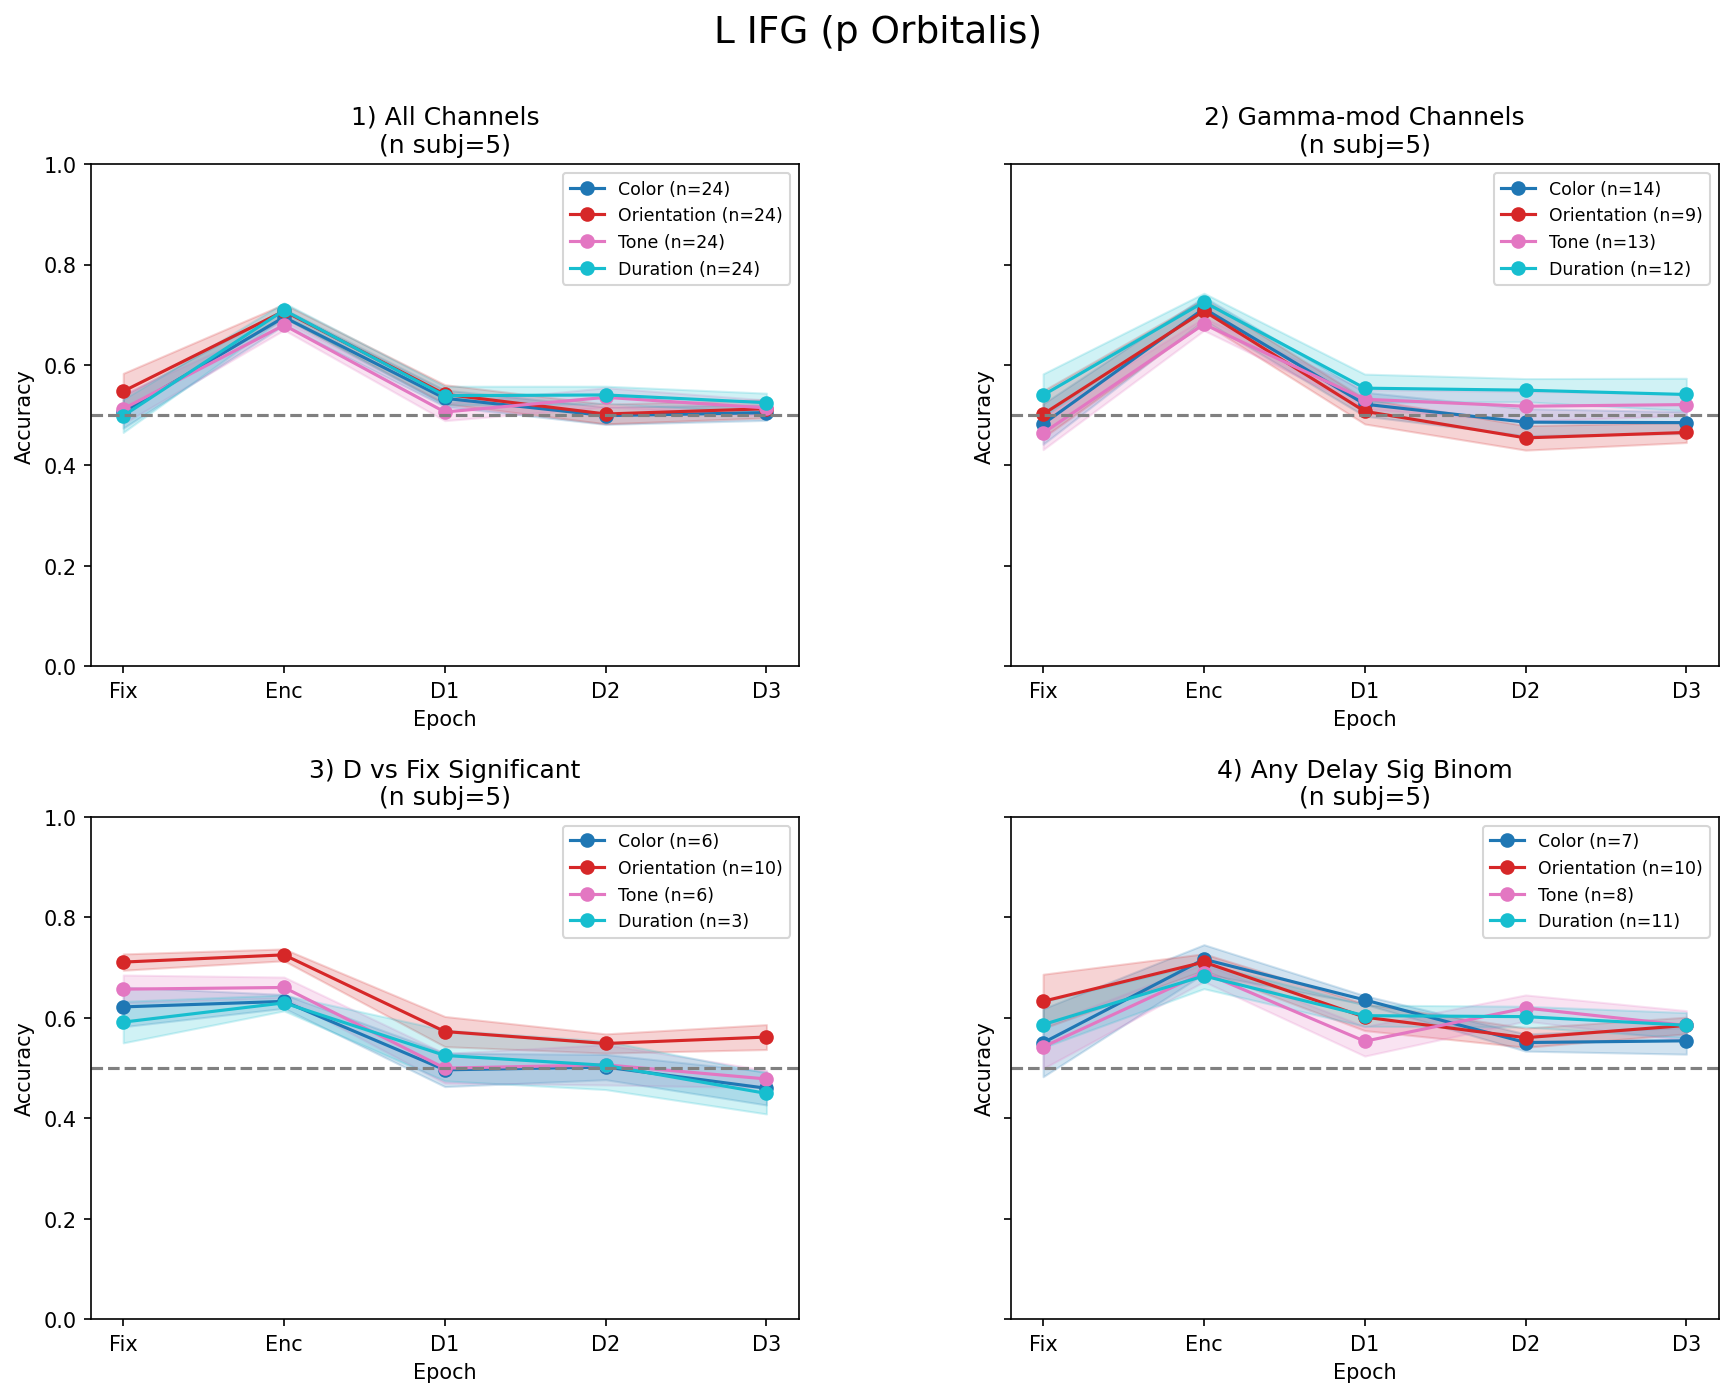 L IFG (p Orbitalis)
1) All Channels
(n subj=5)
Accuracy
1.0
0.8
0.6
0.4
0.2
0.0
Color (n=24)
Orientation (n=24)
Tone (n=24)
Duration (n=24)
Fix Enc D1 D2 D3
Epoch
2) Gamma-mod Channels
(n subj=5)
Accuracy
Color (n=14)
Orientation (n=9)
Tone (n=13)
Duration (n=12)
Fix Enc D1 D2 D3
Epoch
3) D vs Fix Significant
(n subj=5)
Accuracy
1.0
0.8
0.6
0.4
0.2
0.0
Color (n=6)
Orientation (n=10)
Tone (n=6)
Duration (n=3)
Fix Enc D1 D2 D3
Epoch
4) Any Delay Sig Binom
(n subj=5)
Accuracy
Color (n=7)
Orientation (n=10)
Tone (n=8)
Duration (n=11)
Fix Enc D1 D2 D3
Epoch